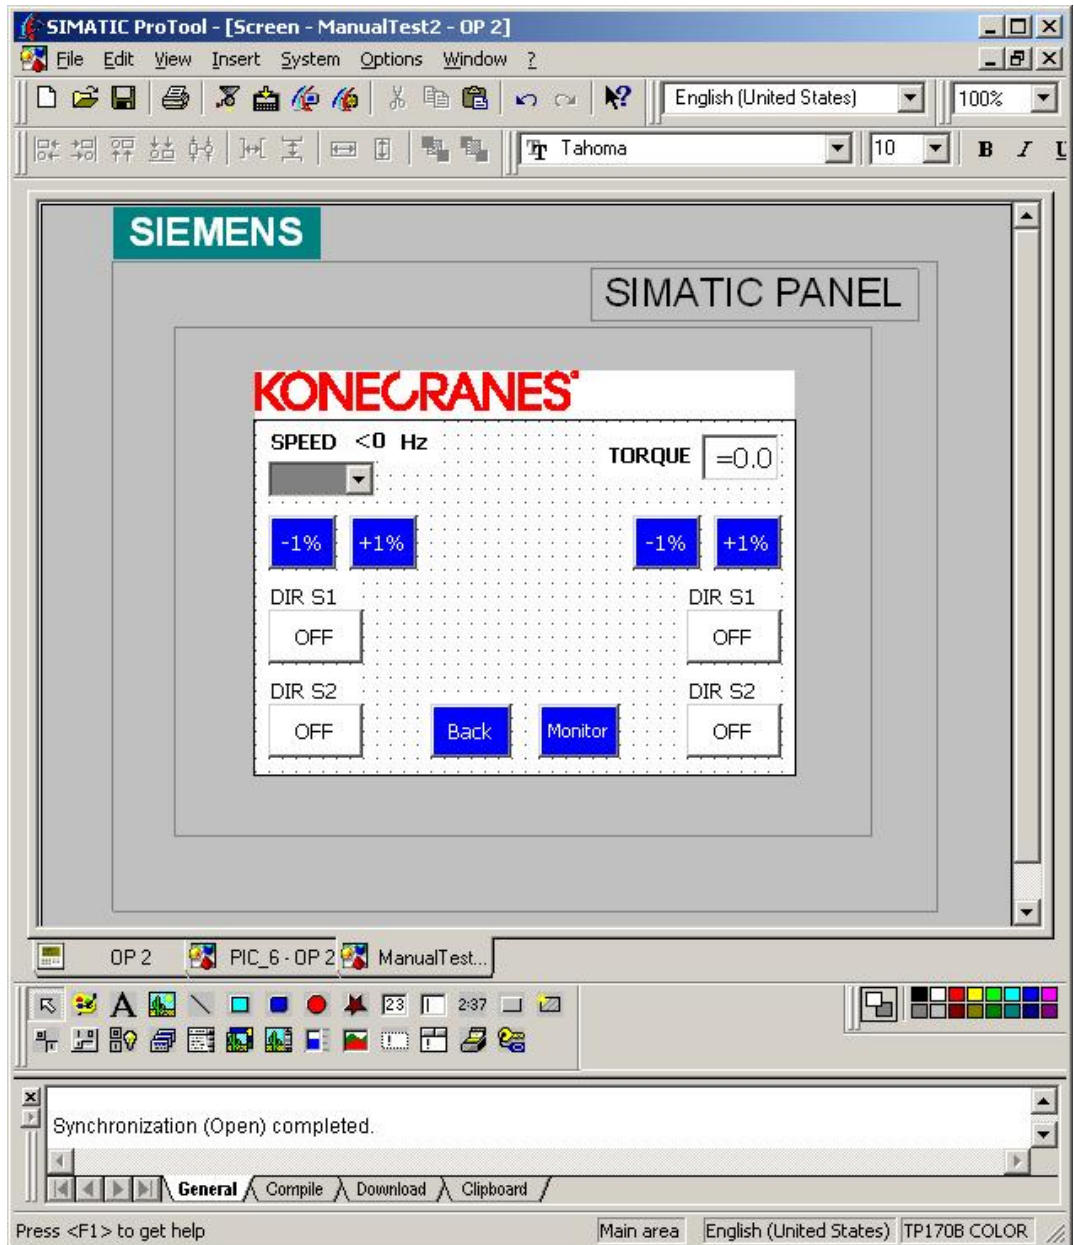 SIMATIC ProTool - [Screen - ManualTest2 - OP 2]
File Edit View Insert System Options Window ?
English (United States) 100%
Tahoma 10 B I U
SIEMENS
SIMATIC PANEL
KONECRANES
SPEED <0 Hz
TORQUE =0.0
-1% +1% -1% +1%
DIR S1 DIR S1
OFF OFF
DIR S2 DIR S2
OFF Back Monitor OFF
OP 2 PIC_6 - OP 2 ManualTest...
A 23 2:37
Synchronization (Open) completed.
General Compile Download Clipboard
Press <F1> to get help Main area English (United States) TP170B COLOR